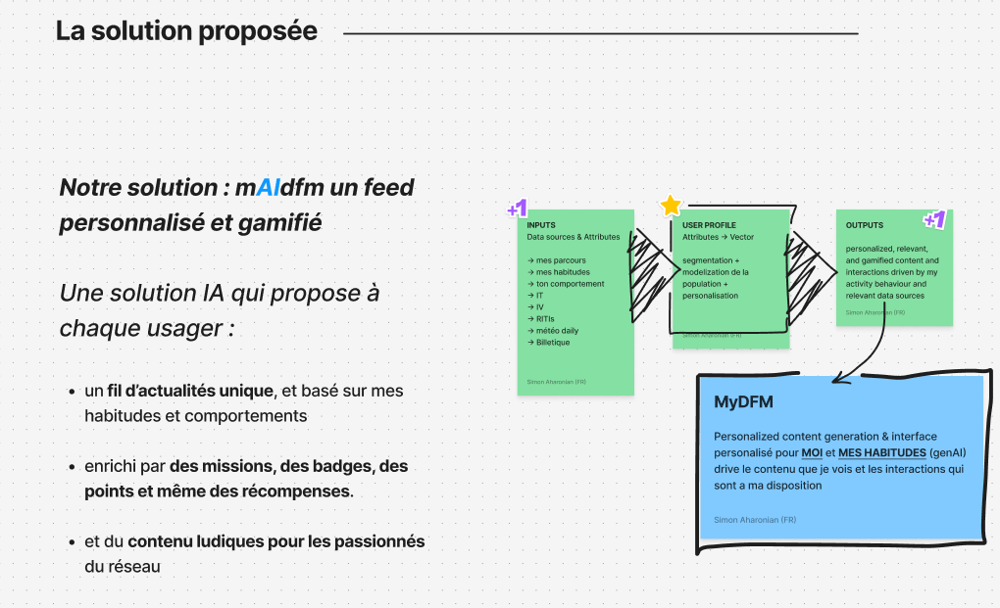 La solution proposée
Notre solution : mAIdfm un feed
personnalisé et gamifié
Une solution IA qui propose à
chaque usager :
• un fil d’actualités unique, et basé sur mes
habitudes et comportements
• enrichi par des missions, des badges, des
points et même des récompenses.
• et du contenu ludiques pour les passionnés
du réseau
+1
INPUTS
Data sources & Attributes
→ mes parcours
→ mes habitudes
→ ton comportement
→ IT
→ IV
→ RITIs
→ météo daily
→ Billetique
Simon Aharonian (FR)
USER PROFILE
Attributes → Vector
segmentation +
modelization de la
population +
personalisation
Simon Aharonian (FR)
+1
OUTPUTS
personalized, relevant,
and gamified content and
interactions driven by my
activity behaviour and
relevant data sources
Simon Aharonian (FR)
MyDFM
Personalized content generation & interface
personalisé pour MOI et MES HABITUDES (genAI)
drive le contenu que je vois et les interactions qui
sont a ma disposition
Simon Aharonian (FR)